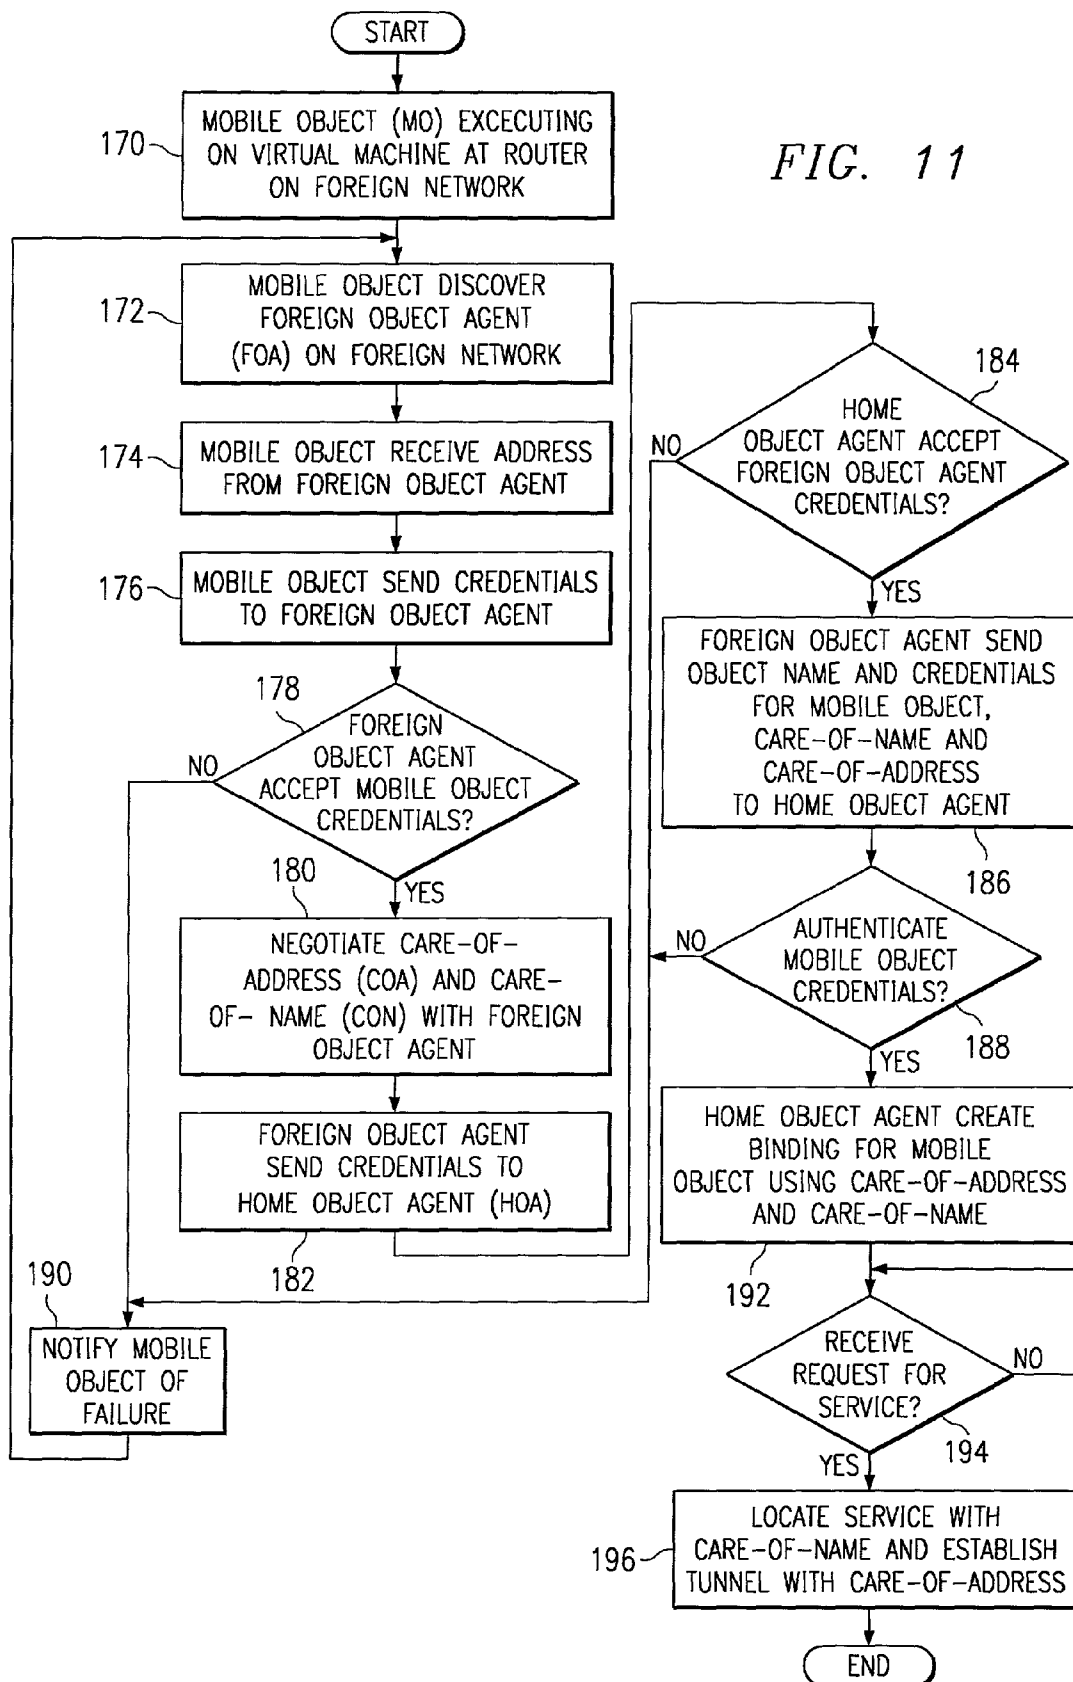 START
170
MOBILE OBJECT (MO) EXCECUTING
ON VIRTUAL MACHINE AT ROUTER
ON FOREIGN NETWORK
FIG. 11
172
MOBILE OBJECT DISCOVER
FOREIGN OBJECT AGENT
(FOA) ON FOREIGN NETWORK
174
MOBILE OBJECT RECEIVE ADDRESS
FROM FOREIGN OBJECT AGENT
176
MOBILE OBJECT SEND CREDENTIALS
TO FOREIGN OBJECT AGENT
178
FOREIGN
OBJECT AGENT
ACCEPT MOBILE OBJECT
CREDENTIALS?
NO
YES
180
NEGOTIATE CARE-OF-
ADDRESS (COA) AND CARE-
OF- NAME (CON) WITH FOREIGN
OBJECT AGENT
FOREIGN OBJECT AGENT
SEND CREDENTIALS TO
HOME OBJECT AGENT (HOA)
182
190
NOTIFY MOBILE
OBJECT OF
FAILURE
184
HOME
OBJECT AGENT ACCEPT
FOREIGN OBJECT AGENT
CREDENTIALS?
NO
YES
FOREIGN OBJECT AGENT SEND
OBJECT NAME AND CREDENTIALS
FOR MOBILE OBJECT,
CARE-OF-NAME AND
CARE-OF-ADDRESS
TO HOME OBJECT AGENT
186
AUTHENTICATE
MOBILE OBJECT
CREDENTIALS?
NO
188
YES
HOME OBJECT AGENT CREATE
BINDING FOR MOBILE
OBJECT USING CARE-OF-ADDRESS
AND CARE-OF-NAME
192
RECEIVE
REQUEST FOR
SERVICE?
NO
194
YES
196
LOCATE SERVICE WITH
CARE-OF-NAME AND ESTABLISH
TUNNEL WITH CARE-OF-ADDRESS
END